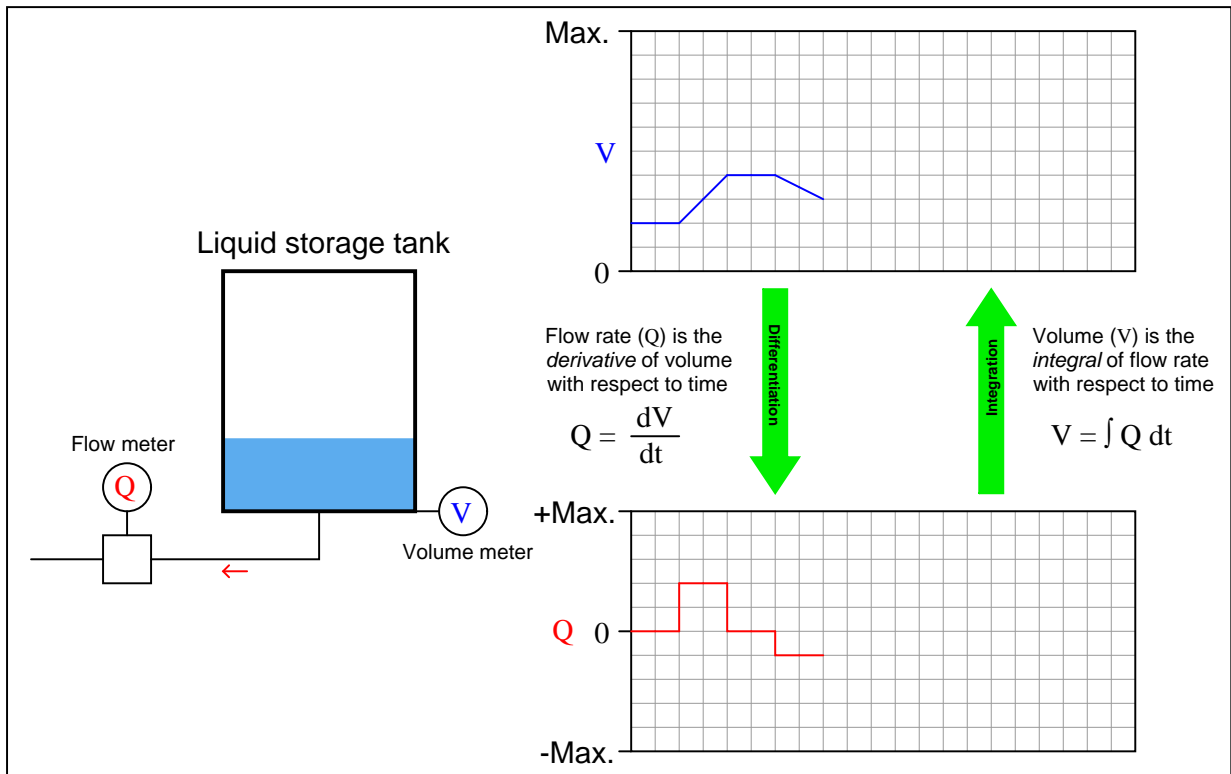 Max.
V
0
Liquid storage tank
Flow meter
Q
V
Volume meter
Flow rate (Q) is the
derivative of volume
with respect to time
Q = dV
dt
Differentiation
Integration
Volume (V) is the
integral of flow rate
with respect to time
V = ∫ Q dt
+Max.
Q 0
-Max.